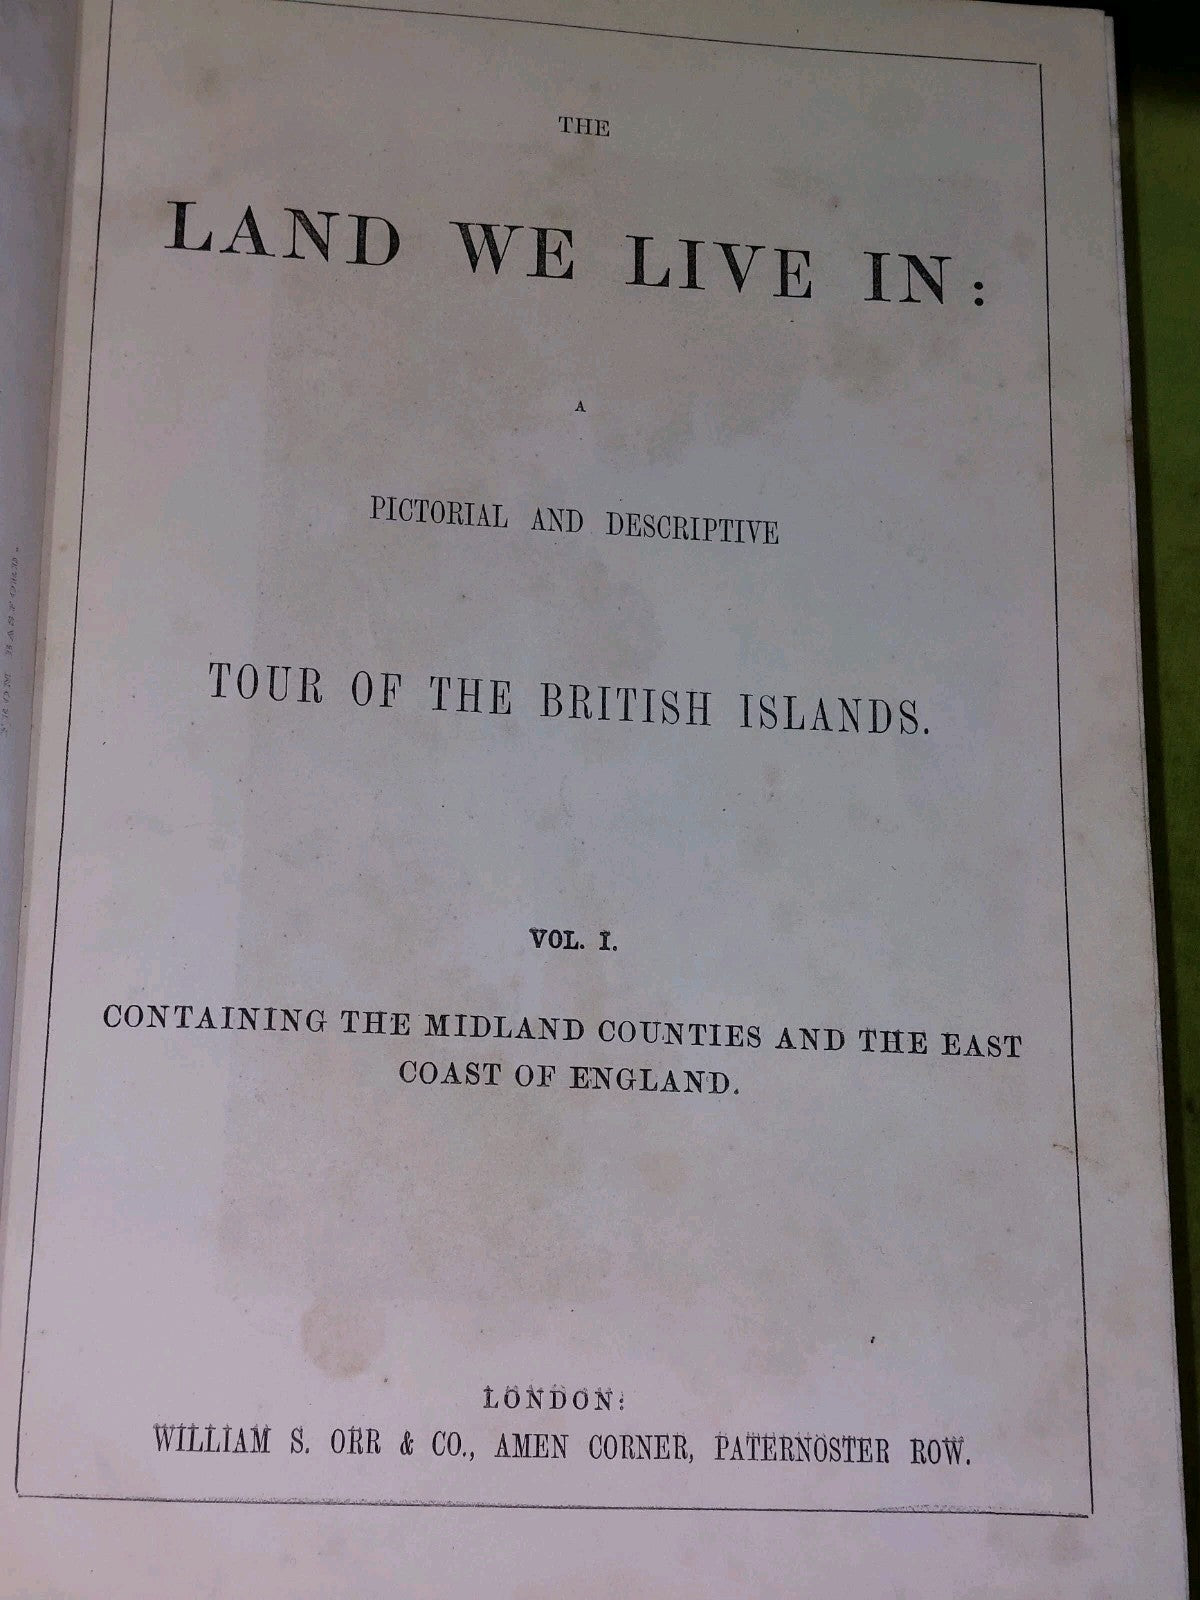 THE
LAND WE LIVE IN:
A
PICTORIAL AND DESCRIPTIVE
TOUR OF THE BRITISH ISLANDS.
VOL. I.
CONTAINING THE MIDLAND COUNTIES AND THE EAST
COAST OF ENGLAND.
LONDON:
WILLIAM S. ORR & CO., AMEN CORNER, PATERNOSTER ROW.